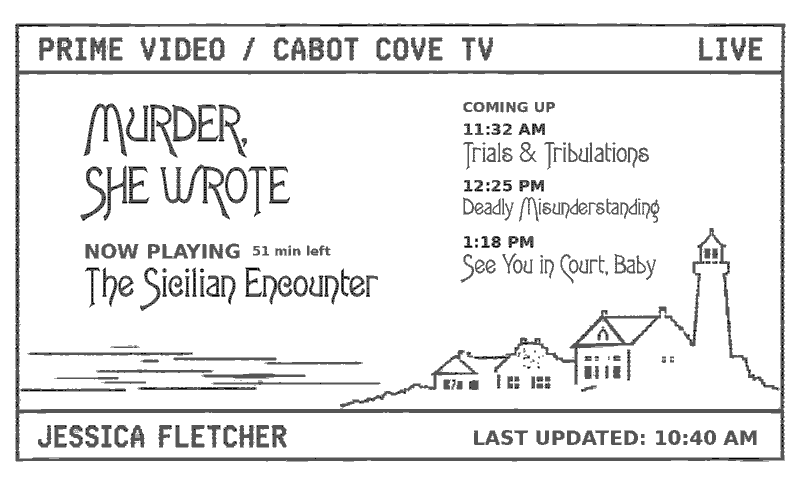 PRIME VIDEO / CABOT COVE TV
LIVE
MURDER,
SHE WROTE
NOW PLAYING 51 min left
The Sicilian Encounter
COMING UP
11:32 AM
Trials & Tribulations
12:25 PM
Deadly Misunderstanding
1:18 PM
See You in Court, Baby
JESSICA FLETCHER
LAST UPDATED: 10:40 AM